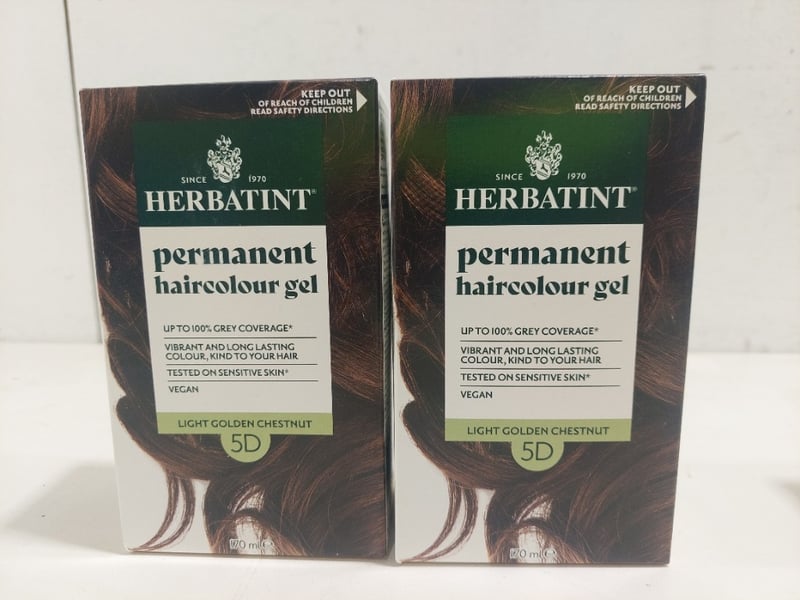 KEEP OUT
OF REACH OF CHILDREN
READ SAFETY DIRECTIONS
SINCE 1970
HERBATINT®
permanent
haircolour gel
UP TO 100% GREY COVERAGE*
VIBRANT AND LONG LASTING
COLOUR, KIND TO YOUR HAIR
TESTED ON SENSITIVE SKIN*
VEGAN
LIGHT GOLDEN CHESTNUT
5D
170 ml e
KEEP OUT
OF REACH OF CHILDREN
READ SAFETY DIRECTIONS
SINCE 1970
HERBATINT®
permanent
haircolour gel
UP TO 100% GREY COVERAGE*
VIBRANT AND LONG LASTING
COLOUR, KIND TO YOUR HAIR
TESTED ON SENSITIVE SKIN*
VEGAN
LIGHT GOLDEN CHESTNUT
5D
170 ml e